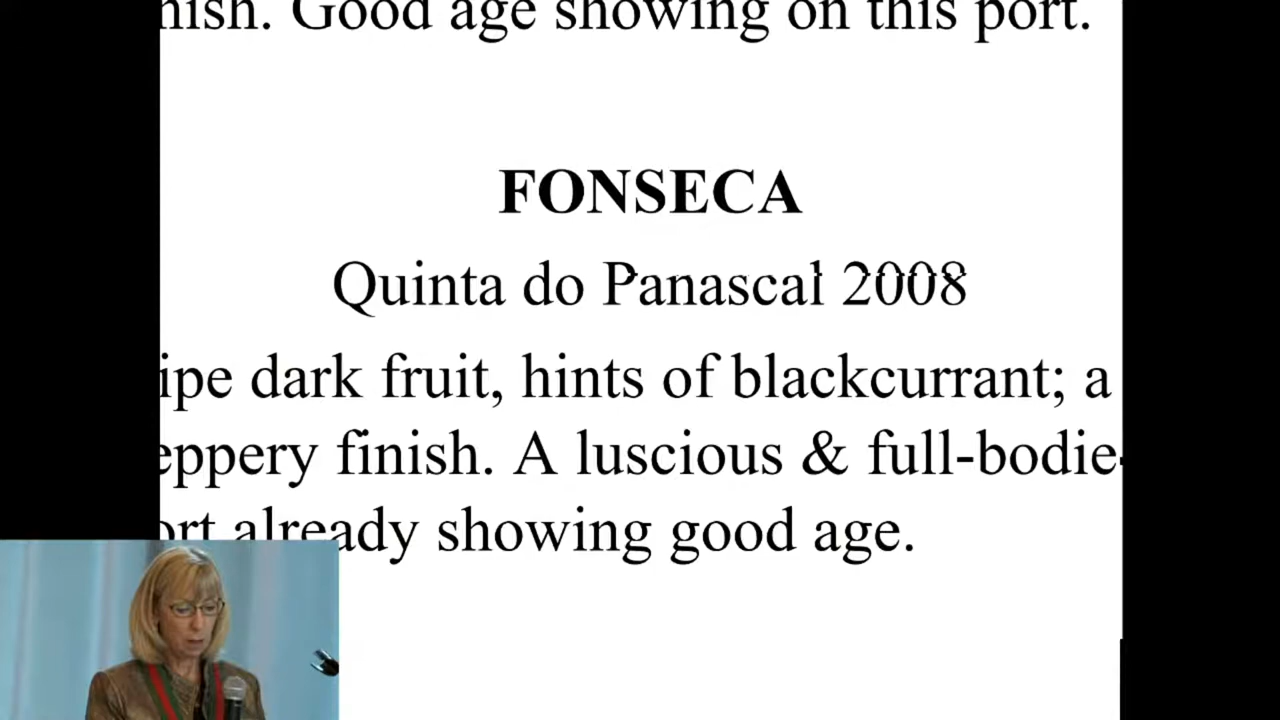 nish. Good age showing on this port.
FONSECA
Quinta do Panascal 2008
ipe dark fruit, hints of blackcurrant; a
eppery finish. A luscious & full-bodie
ort already showing good age.